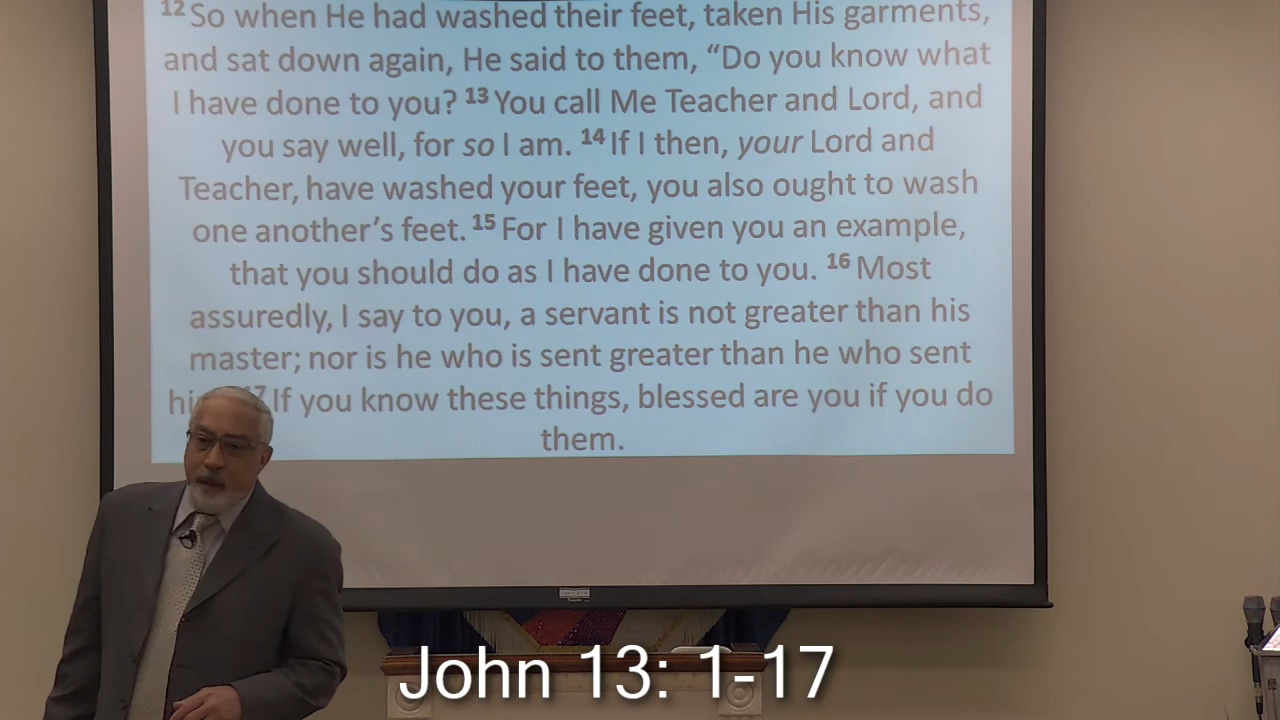 12 So when He had washed their feet, taken His garments,
and sat down again, He said to them, “Do you know what
I have done to you? 13 You call Me Teacher and Lord, and
you say well, for so I am. 14 If I then, your Lord and
Teacher, have washed your feet, you also ought to wash
one another’s feet. 15 For I have given you an example,
that you should do as I have done to you. 16 Most
assuredly, I say to you, a servant is not greater than his
master; nor is he who is sent greater than he who sent
hi 17 If you know these things, blessed are you if you do
them.
John 13: 1-17